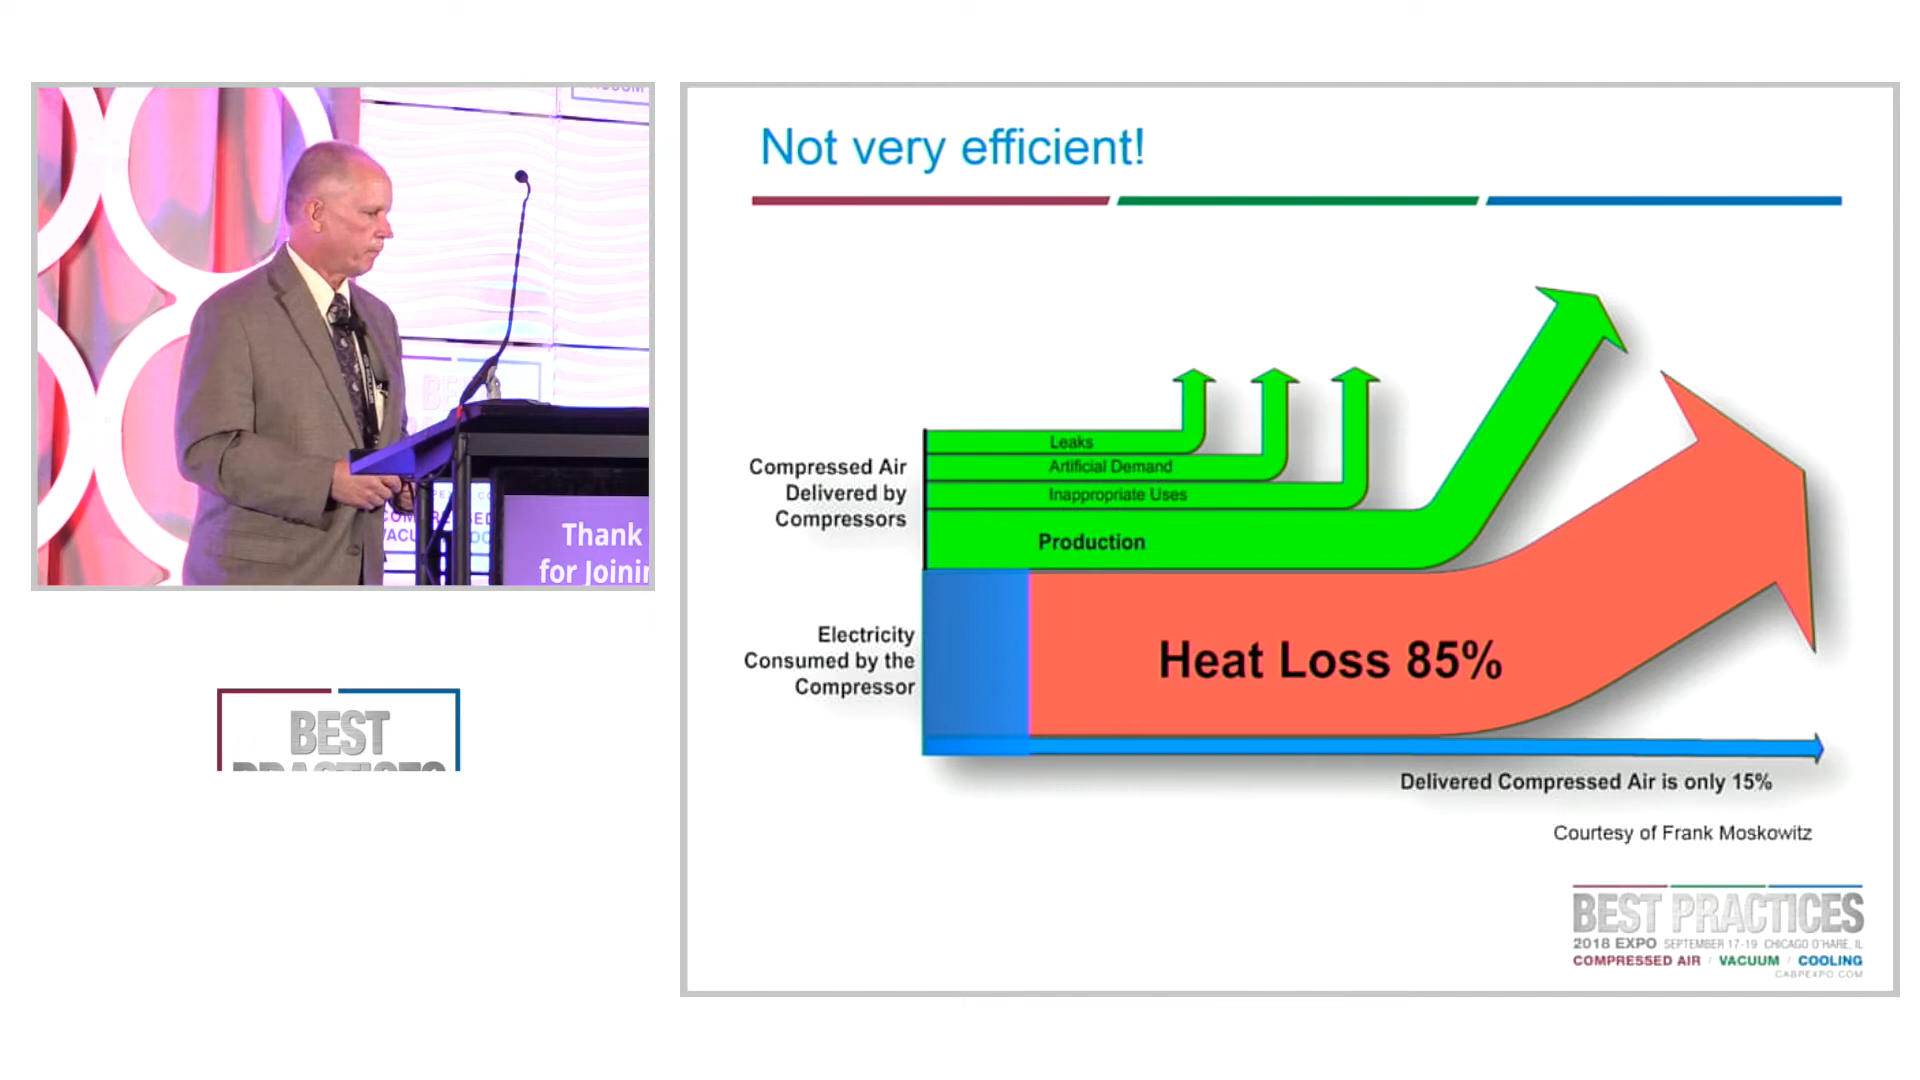 Thank
for Joinin
BEST
Not very efficient!
Leaks
Artificial Demand
Inappropriate Uses
Production
Compressed Air
Delivered by
Compressors
Electricity
Consumed by the
Compressor
Heat Loss 85%
Delivered Compressed Air is only 15%
Courtesy of Frank Moskowitz
BEST PRACTICES
2018 EXPO SEPTEMBER 17-19 CHICAGO O'HARE, IL
COMPRESSED AIR / VACUUM / COOLING
CABPEXPO.COM